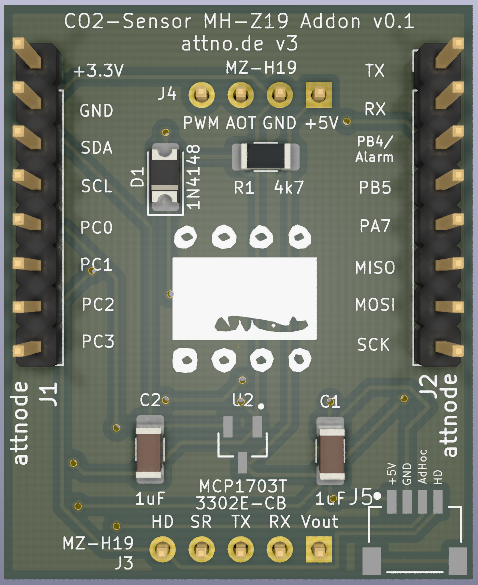 CO2-Sensor MH-Z19 Addon v0.1
attno.de v3
MZ-H19
J4
PWM AOT GND +5V
+3.3V
GND
SDA
SCL
PC0
PC1
PC2
PC3
TX
RX
PB4/
Alarm
PB5
PA7
MISO
MOSI
SCK
D1
1N4148
R1 4k7
attnode
J1
J2
attnode
C2
U2
C1
1uF
MCP1703T
3302E-CB
1uF
J5
+5V
GND
AdHoc
HD
HD SR TX RX Vout
MZ-H19
J3